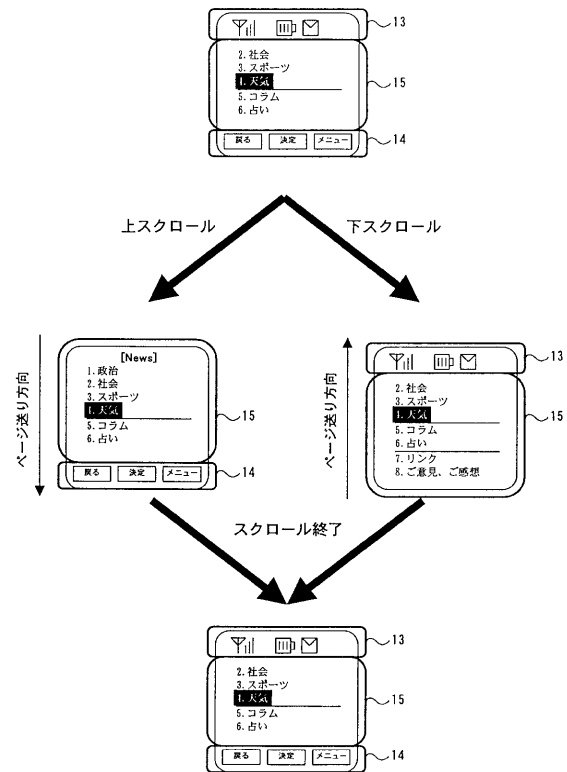 13
2. 社会
3. スポーツ
4. 天気
5. コラム
6. 占い
15
戻る 決定 メニュー
14
上スクロール 下スクロール
ページ送り方向
[News]
1. 政治
2. 社会
3. スポーツ
4. 天気
5. コラム
6. 占い
15
戻る 決定 メニュー
14
ページ送り方向
13
2. 社会
3. スポーツ
4. 天気
5. コラム
6. 占い
7. リンク
8. ご意見、ご感想
15
スクロール終了
13
2. 社会
3. スポーツ
4. 天気
5. コラム
6. 占い
15
戻る 決定 メニュー
14